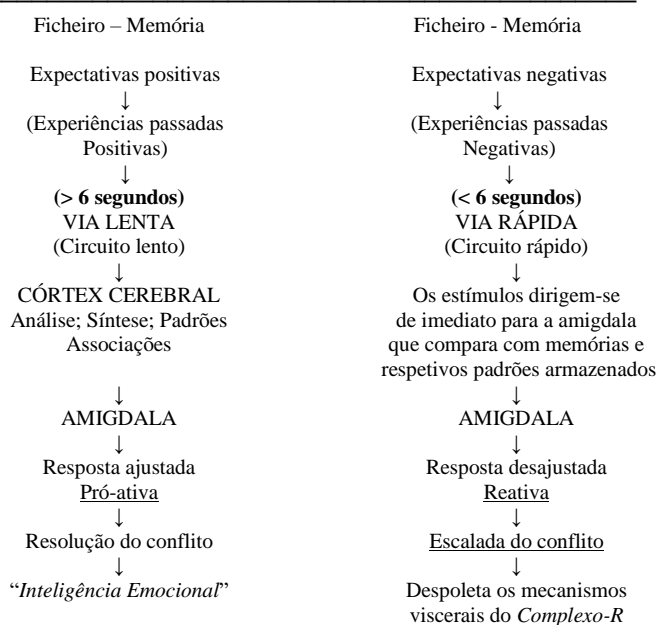 Ficheiro – Memória
Expectativas positivas
↓
(Experiências passadas
Positivas)
↓
(> 6 segundos)
VIA LENTA
(Circuito lento)
↓
CÓRTEX CEREBRAL
Análise; Síntese; Padrões
Associações
↓
AMIGDALA
↓
Resposta ajustada
Pró-ativa
↓
Resolução do conflito
↓
“Inteligência Emocional”
Ficheiro - Memória
Expectativas negativas
↓
(Experiências passadas
Negativas)
↓
(< 6 segundos)
VIA RÁPIDA
(Circuito rápido)
↓
Os estímulos dirigem-se
de imediato para a amigdala
que compara com memórias e
respetivos padrões armazenados
↓
AMIGDALA
↓
Resposta desajustada
Reativa
↓
Escalada do conflito
↓
Despoleta os mecanismos
viscerais do Complexo-R